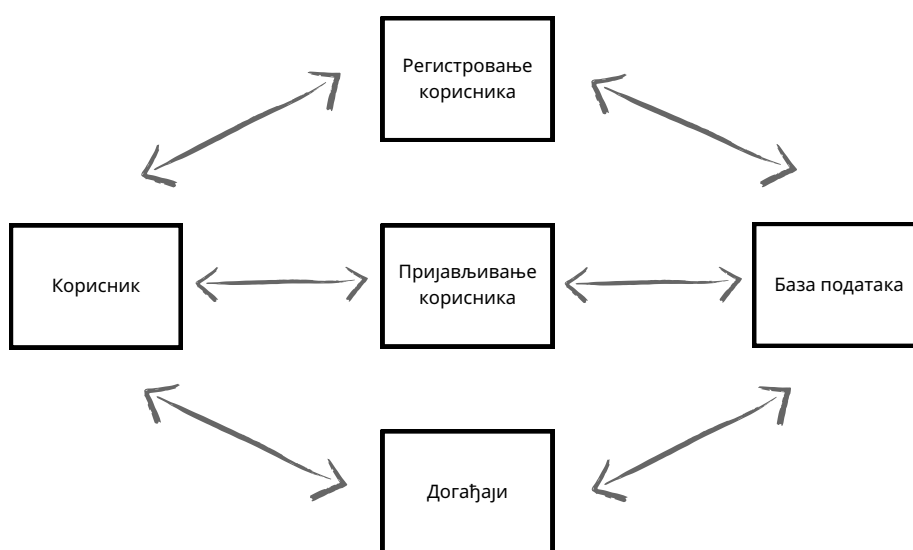 Регистровање
корисника
Корисник
Пријављивање
корисника
База података
Догађаји